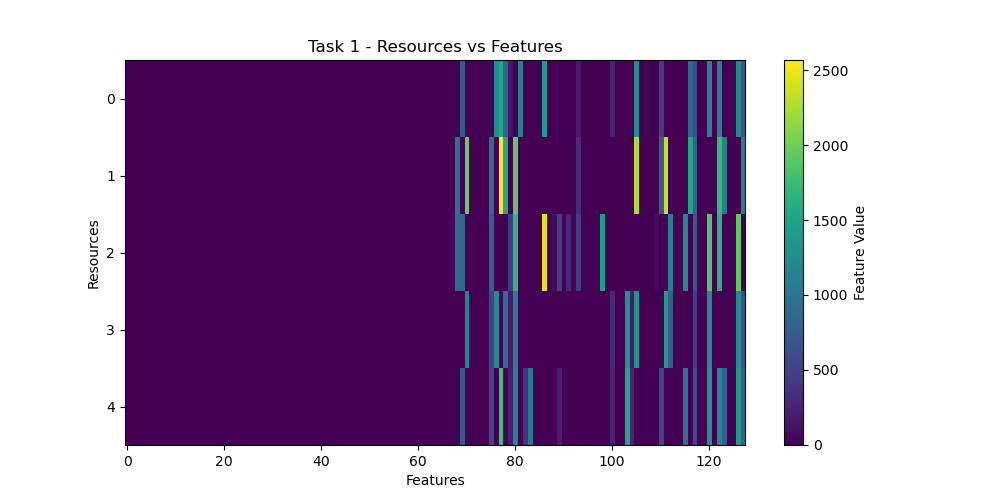 Task 1 - Resources vs Features
Resources
0
1
2
3
4
0 20 40 60 80 100 120
Features
2500
2000
1500
1000
500
0
Feature Value